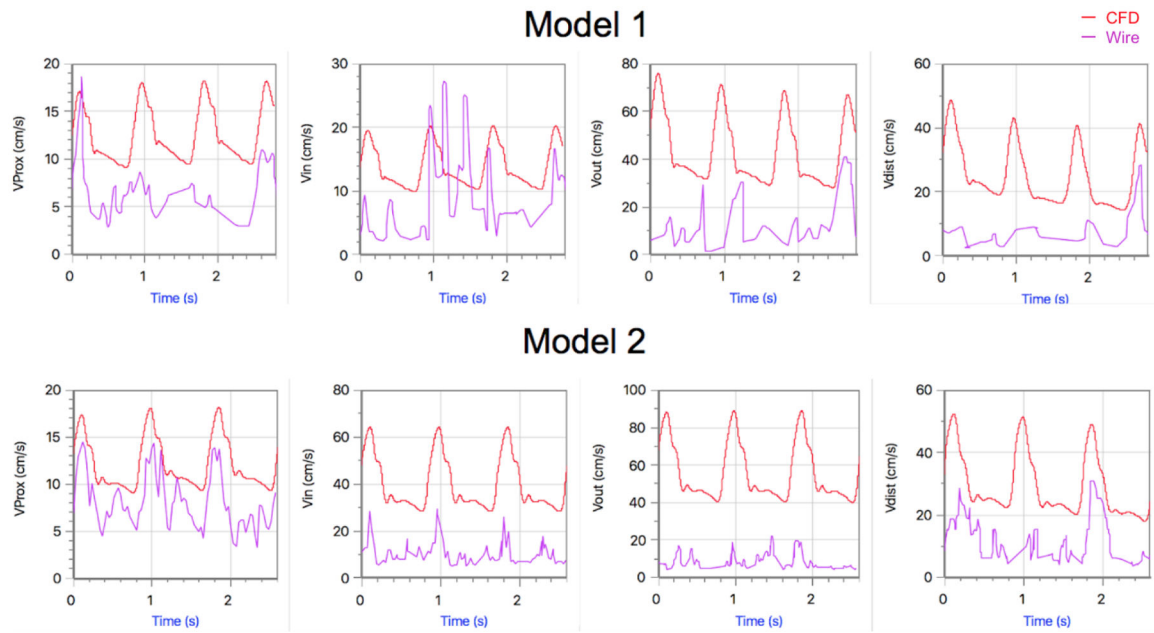 Model 1
CFD
Wire
VProx (cm/s)
20
15
10
5
0
0 1 2
Time (s)
Vin (cm/s)
30
20
10
0
0 1 2
Time (s)
Vout (cm/s)
80
60
40
20
0
0 1 2
Time (s)
Vdist (cm/s)
60
40
20
0
0 1 2
Time (s)
Model 2
VProx (cm/s)
20
15
10
5
0
0 1 2
Time (s)
Vin (cm/s)
80
60
40
20
0
0 1 2
Time (s)
Vout (cm/s)
100
80
60
40
20
0
0 1 2
Time (s)
Vdist (cm/s)
60
40
20
0
0 1 2
Time (s)